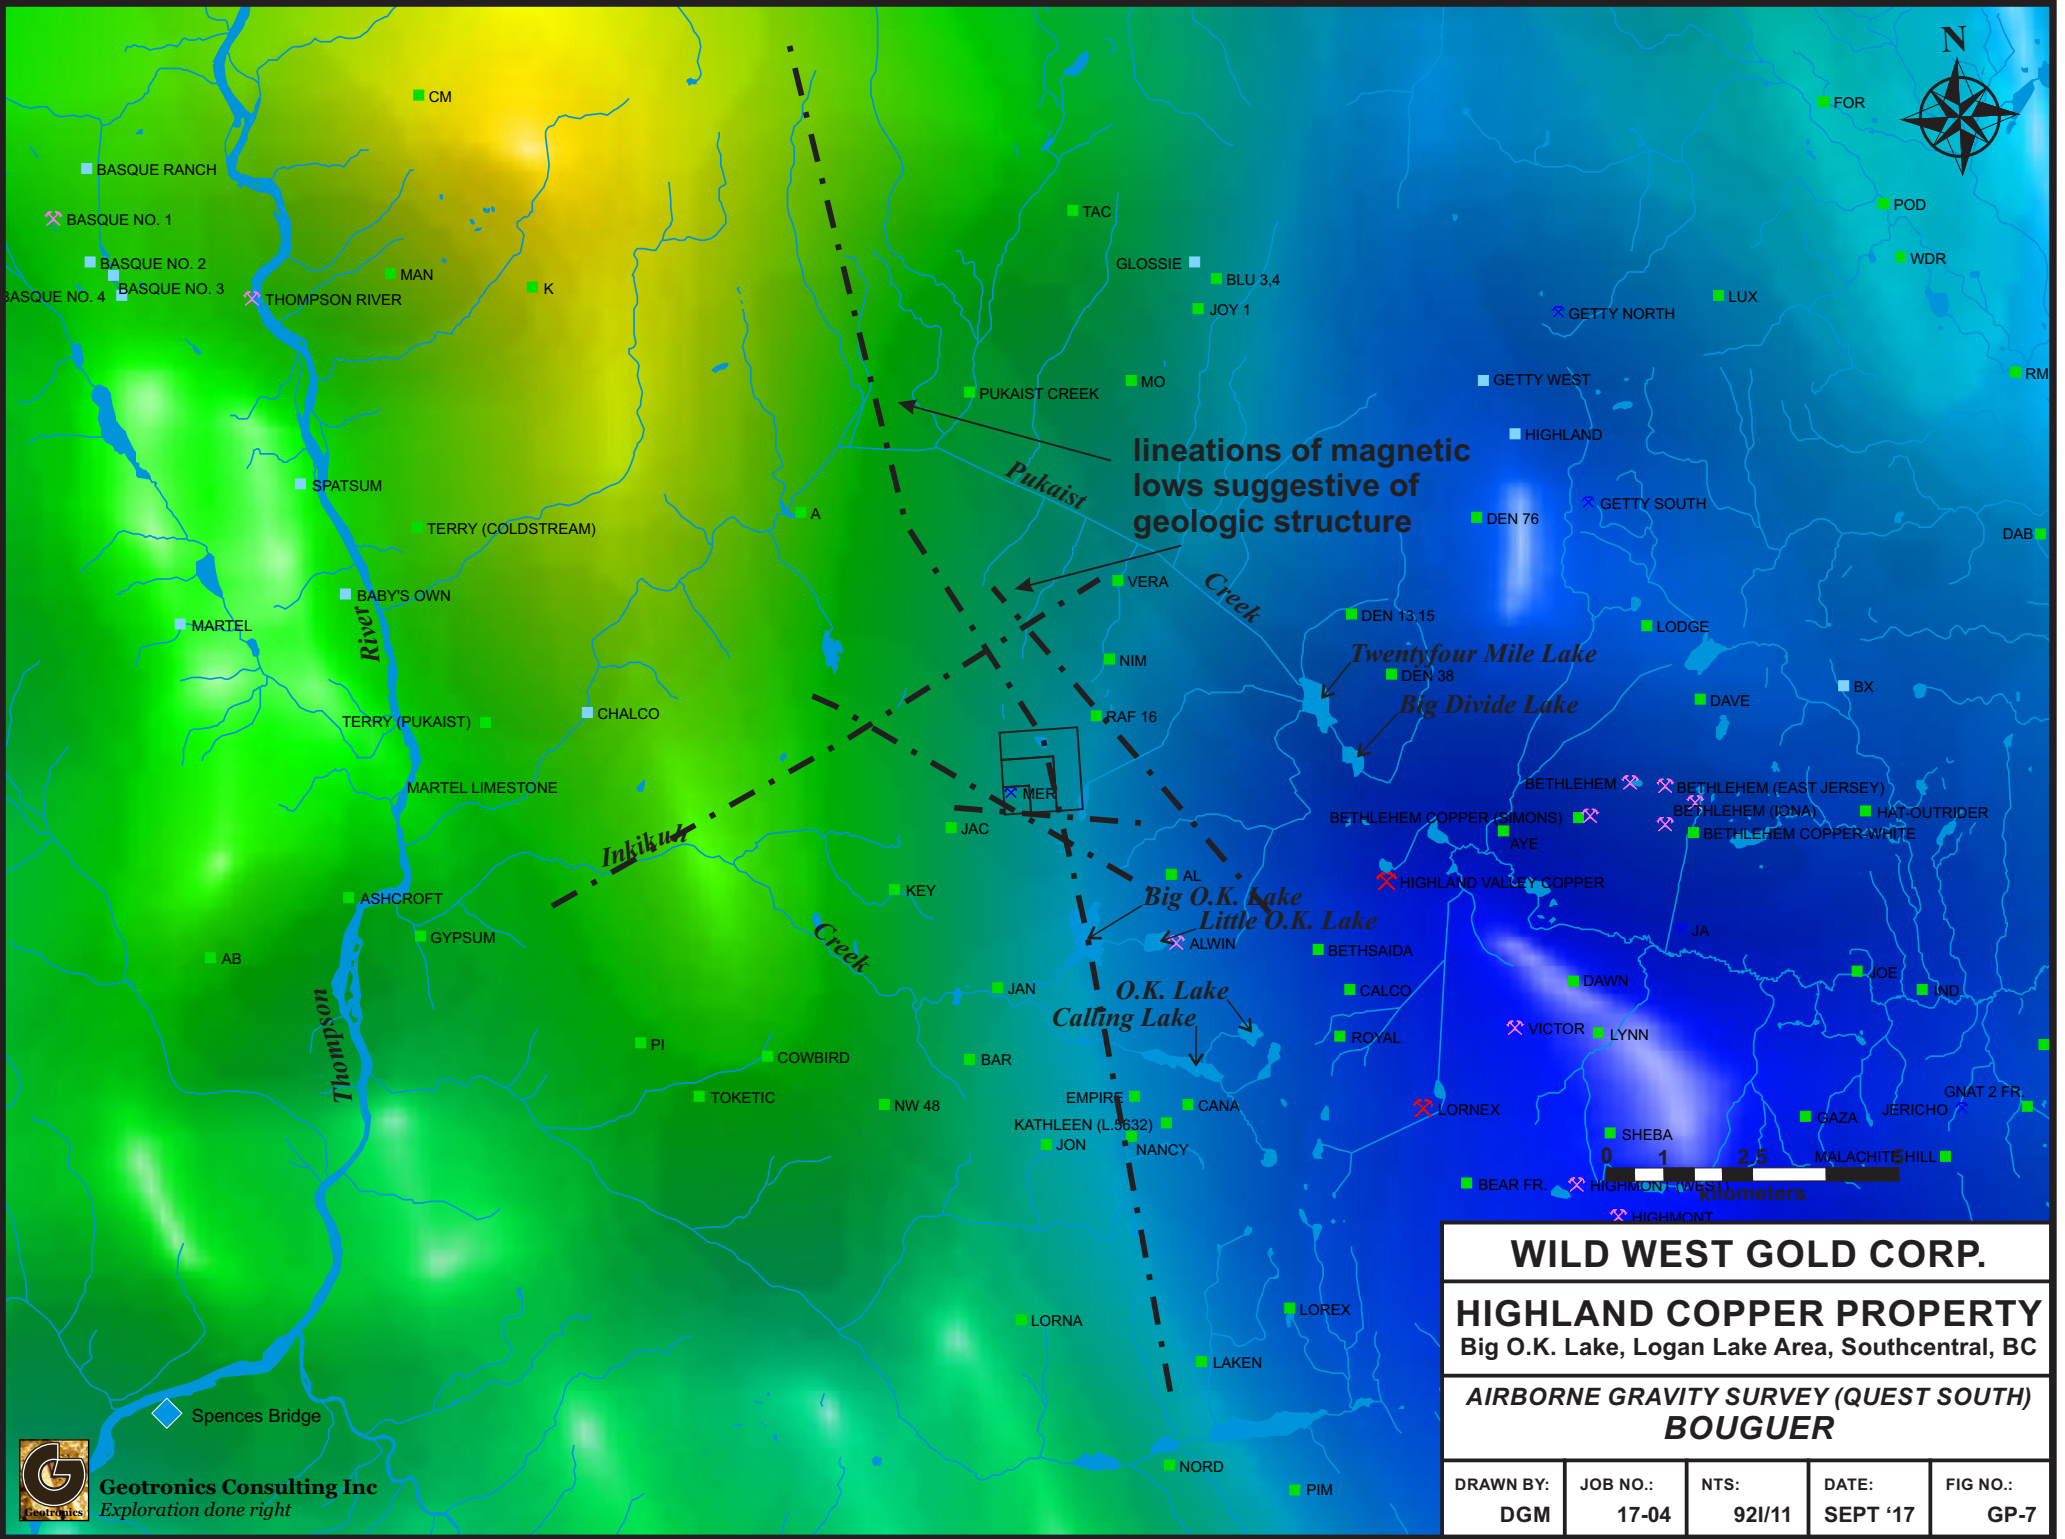 N
CM
FOR
BASQUE RANCH
POD
TAC
BASQUE NO. 1
WDR
BASQUE NO. 2
GLOSSIE
MAN
BLU 3,4
BASQUE NO. 3
K
BASQUE NO. 4
THOMPSON RIVER
LUX
JOY 1
GETTY NORTH
RM
GETTY WEST
MO
PUKAIST CREEK
HIGHLAND
lineations of magnetic
lows suggestive of
geologic structure
Pukaist
SPATSUM
GETTY SOUTH
A
DEN 76
TERRY (COLDSTREAM)
DAB
VERA
Creek
BABY'S OWN
DEN 13,15
MARTEL
LODGE
River
Twentyfour Mile Lake
NIM
DEN 38
BX
DAVE
Big Divide Lake
CHALCO
RAF 16
TERRY (PUKAIST)
BETHLEHEM
MARTEL LIMESTONE
BETHLEHEM (EAST JERSEY)
MER
BETHLEHEM (IONA)
HAT-OUTRIDER
BETHLEHEM COPPER (SIMONS)
JAC
BETHLEHEM COPPER-WHITE
Inkikuh
AYE
AL
HIGHLAND VALLEY COPPER
KEY
ASHCROFT
Big O.K. Lake
Little O.K. Lake
JA
GYPSUM
ALWIN
Creek
BETHSAIDA
AB
JOE
DAWN
JAN
O.K. Lake
CALCO
IND
Calling Lake
VICTOR
LYNN
ROYAL
Thompson
PI
COWBIRD
BAR
GNAT 2 FR.
TOKETIC
EMPIRE
NW 48
CANA
LORNEX
JERICHO
GAZA
KATHLEEN (L.5632)
SHEBA
JON
NANCY
0 1 2.5 5
MALACHITE HILL
BEAR FR.
HIGHMONT (WEST)
kilometers
HIGHMONT
WILD WEST GOLD CORP.
HIGHLAND COPPER PROPERTY
Big O.K. Lake, Logan Lake Area, Southcentral, BC
LOREX
LORNA
LAKEN
AIRBORNE GRAVITY SURVEY (QUEST SOUTH)
BOUGUER
Spences Bridge
NORD
PIM
DRAWN BY: JOB NO.: NTS: DATE: FIG NO.:
DGM 17-04 92I/11 SEPT ‘17 GP-7
Geotronics Consulting Inc
Exploration done right
Geotronics